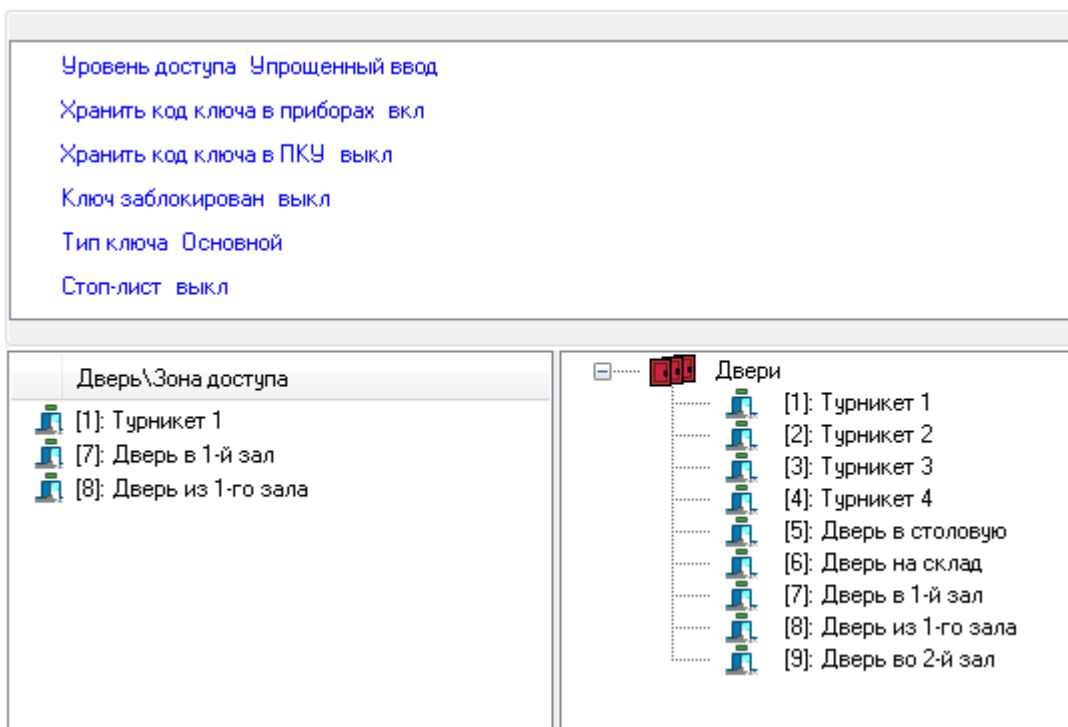 Уровень доступа Упрощенный ввод
Хранить код ключа в приборах вкл
Хранить код ключа в ПКУ выкл
Ключ заблокирован выкл
Тип ключа Основной
Стоп-лист выкл
Дверь\Зона доступа
[1]: Турникет 1
[7]: Дверь в 1-й зал
[8]: Дверь из 1-го зала
Двери
[1]: Турникет 1
[2]: Турникет 2
[3]: Турникет 3
[4]: Турникет 4
[5]: Дверь в столовую
[6]: Дверь на склад
[7]: Дверь в 1-й зал
[8]: Дверь из 1-го зала
[9]: Дверь во 2-й зал